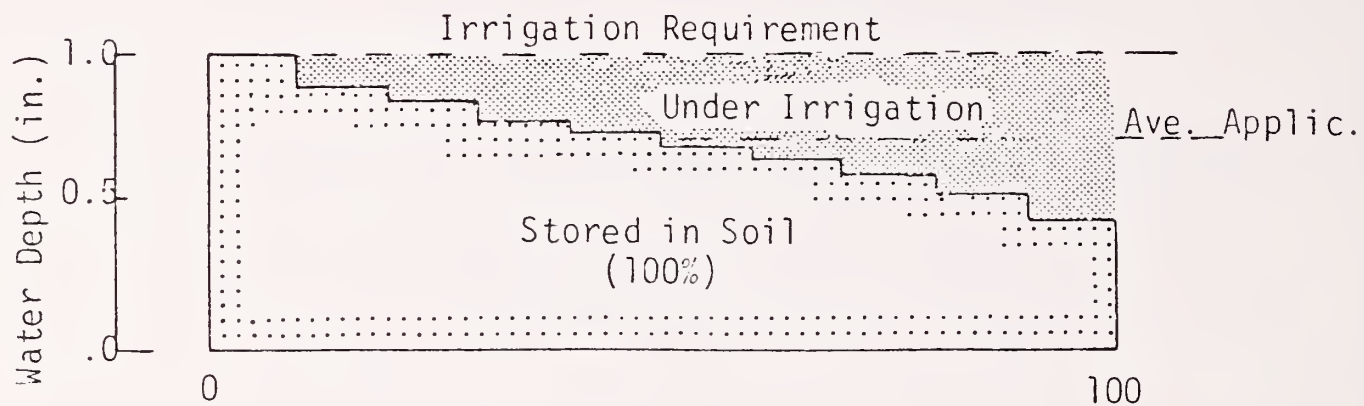 Irrigation Requirement
1.0
Under Irrigation
Ave. Applic.
Water Depth (in.)
0.5
Stored in Soil
(100%)
.0
0
100